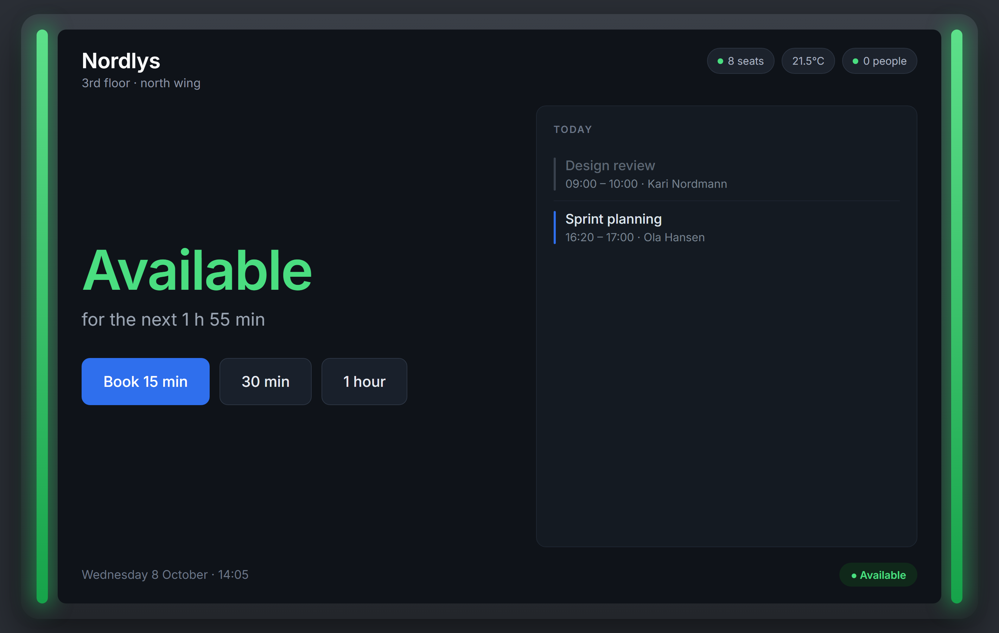 Nordlys
3rd floor · north wing
8 seats
21.5°C
0 people
Available
for the next 1 h 55 min
Book 15 min
30 min
1 hour
TODAY
Design review
09:00 – 10:00 · Kari Nordmann
Sprint planning
16:20 – 17:00 · Ola Hansen
Wednesday 8 October · 14:05
Available